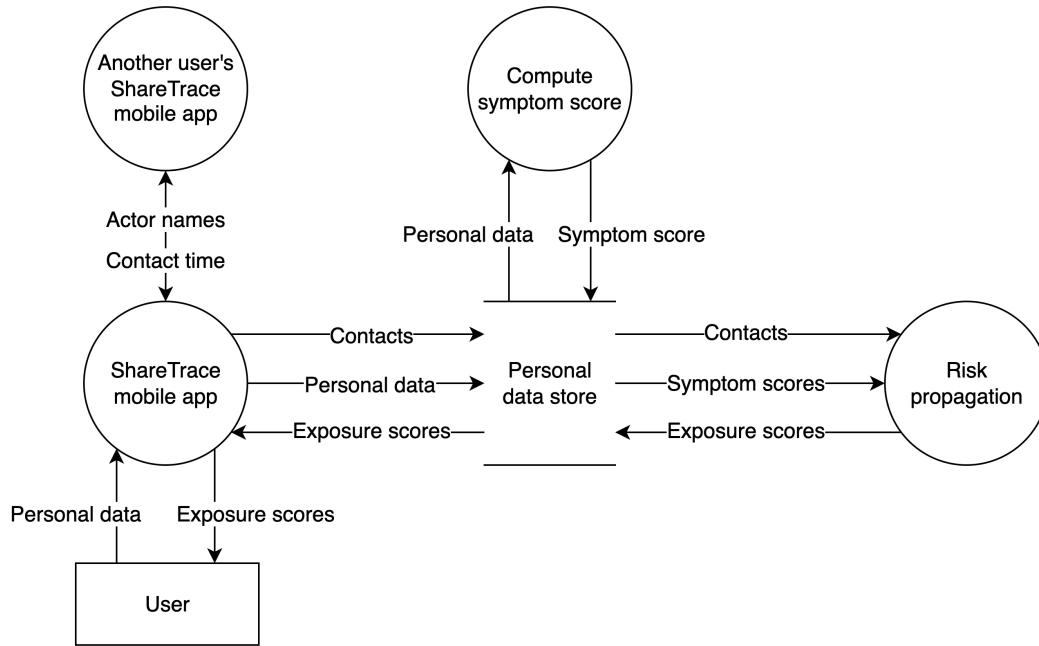 Another user's
ShareTrace
mobile app
Compute
symptom score
Actor names
Contact time
Personal data
Symptom score
ShareTrace
mobile app
Contacts
Personal data
Exposure scores
Personal
data store
Contacts
Symptom scores
Exposure scores
Risk
propagation
Personal data
Exposure scores
User